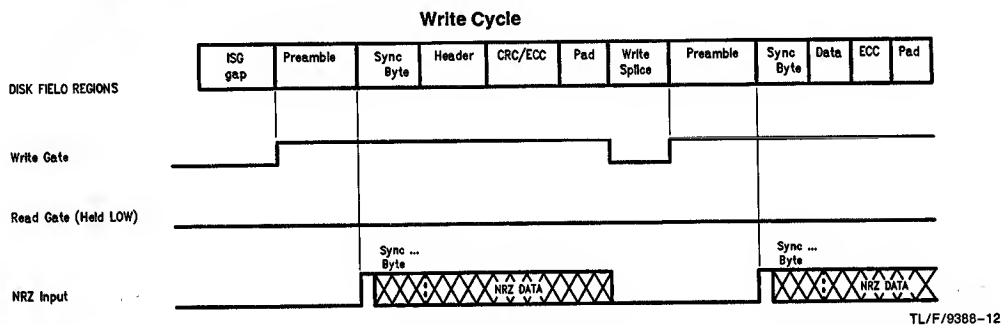 Write Cycle
ISG gap
Preamble
Sync Byte
Header
CRC/ECC
Pad
Write Splice
Preamble
Sync Byte
Data
ECC
Pad
DISK FIELD REGIONS
Write Gate
Read Gate (Held LOW)
Sync ...
Byte
Sync ...
Byte
NRZ Input
NRZ DATA
NRZ DATA
TL/F/9388-12